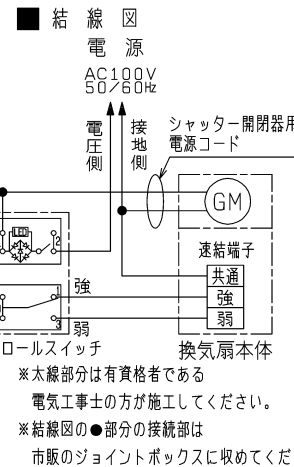 ■結線図
電源
AC100V
50/60Hz
電圧側
接地側
シャッター開閉器用
電源コード
GM
LED
2
速結端子
共通
強
弱
強
1
3
弱
ロールスイッチ
換気扇本体
※太線部分は有資格者である
電気工事士の方が施工してください。
※結線図の●部分の接続部は
市販のジョイントボックスに収めてくだ